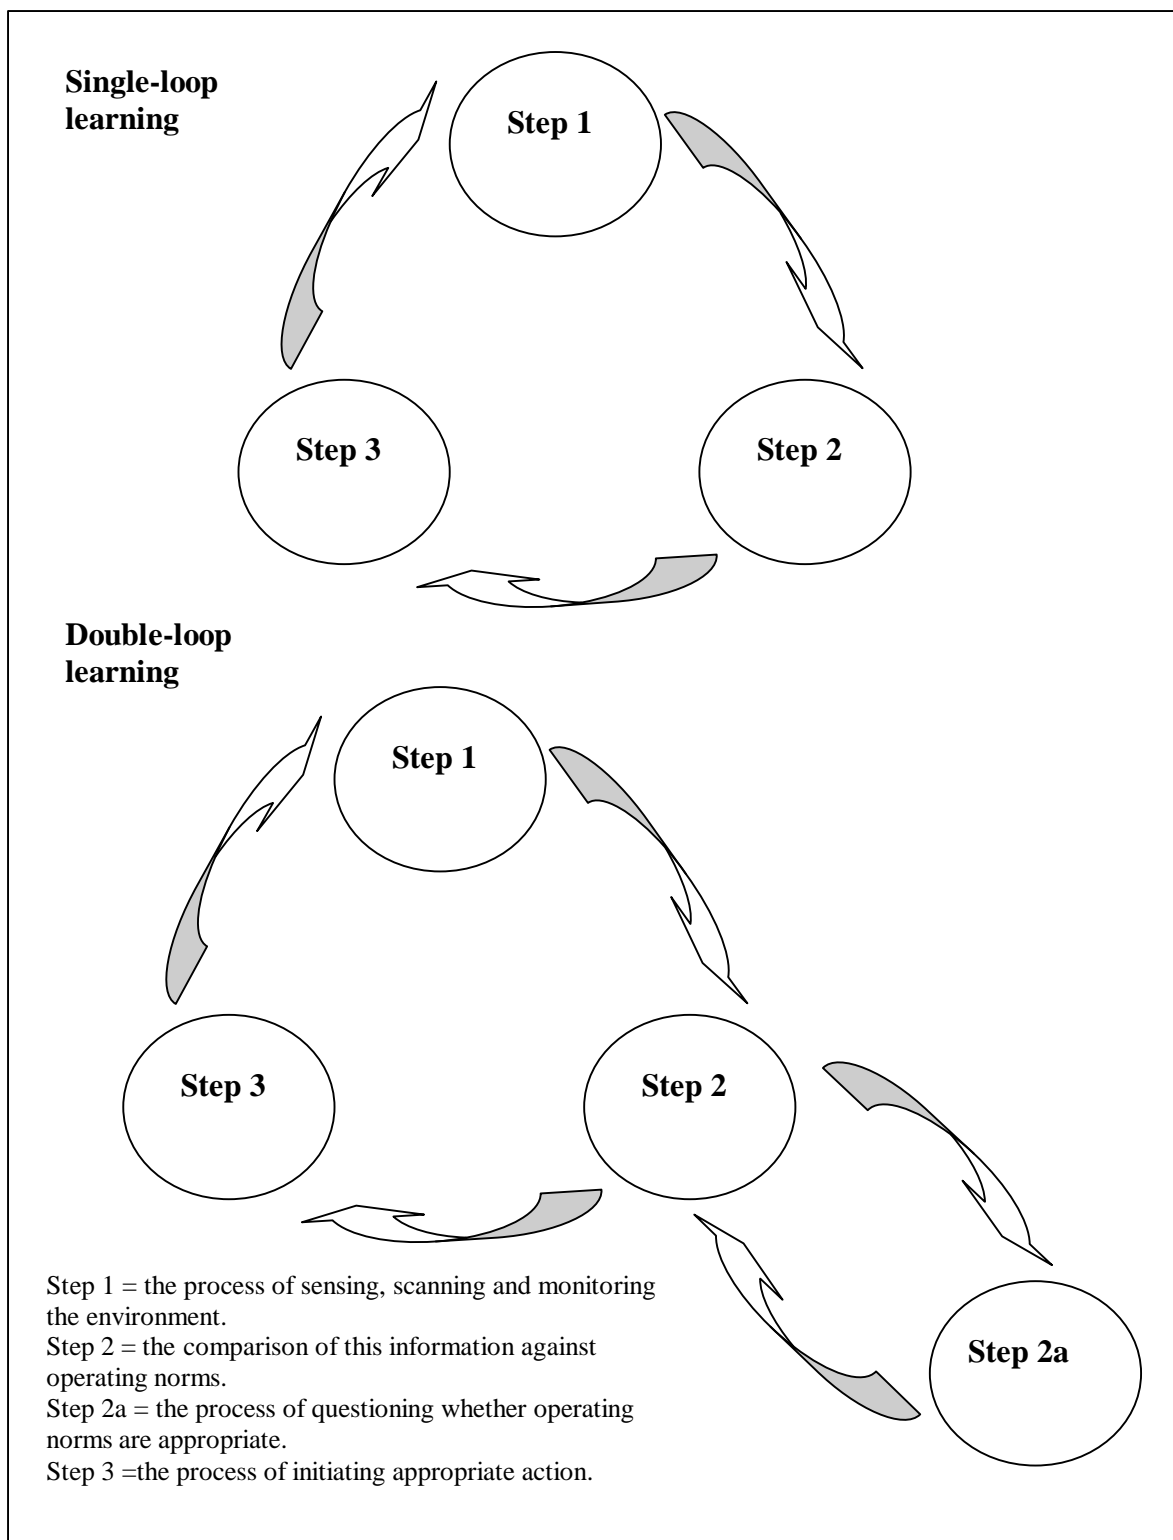 Single-loop
learning
Step 1
Step 3
Step 2
Double-loop
learning
Step 1
Step 3
Step 2
Step 2a
Step 1 = the process of sensing, scanning and monitoring
the environment.
Step 2 = the comparison of this information against
operating norms.
Step 2a = the process of questioning whether operating
norms are appropriate.
Step 3 =the process of initiating appropriate action.